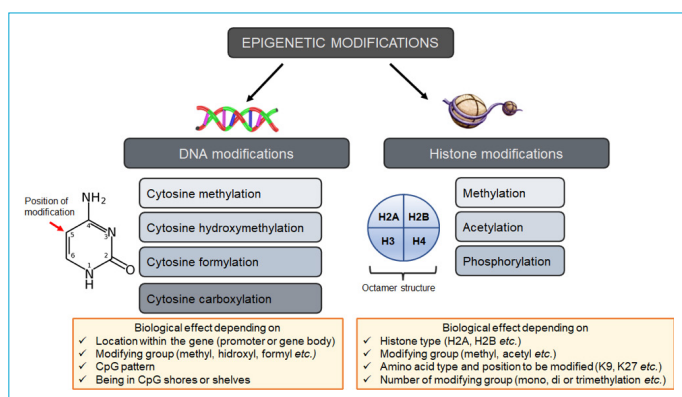 EPIGENETIC MODIFICATIONS
DNA modifications
Histone modifications
Position of
modification
NH2
4
5
3
N
6
1
2
N
H
O
Cytosine methylation
Cytosine hydroxymethylation
Cytosine formylation
Cytosine carboxylation
H2A
H2B
H3
H4
Octamer structure
Methylation
Acetylation
Phosphorylation
Biological effect depending on
✓ Location within the gene (promoter or gene body)
✓ Modifying group (methyl, hidroxyl, formyl etc.)
✓ CpG pattern
✓ Being in CpG shores or shelves
Biological effect depending on
✓ Histone type (H2A, H2B etc.)
✓ Modifying group (methyl, acetyl etc.)
✓ Amino acid type and position to be modified (K9, K27 etc.)
✓ Number of modifying group (mono, di or trimethylation etc.)